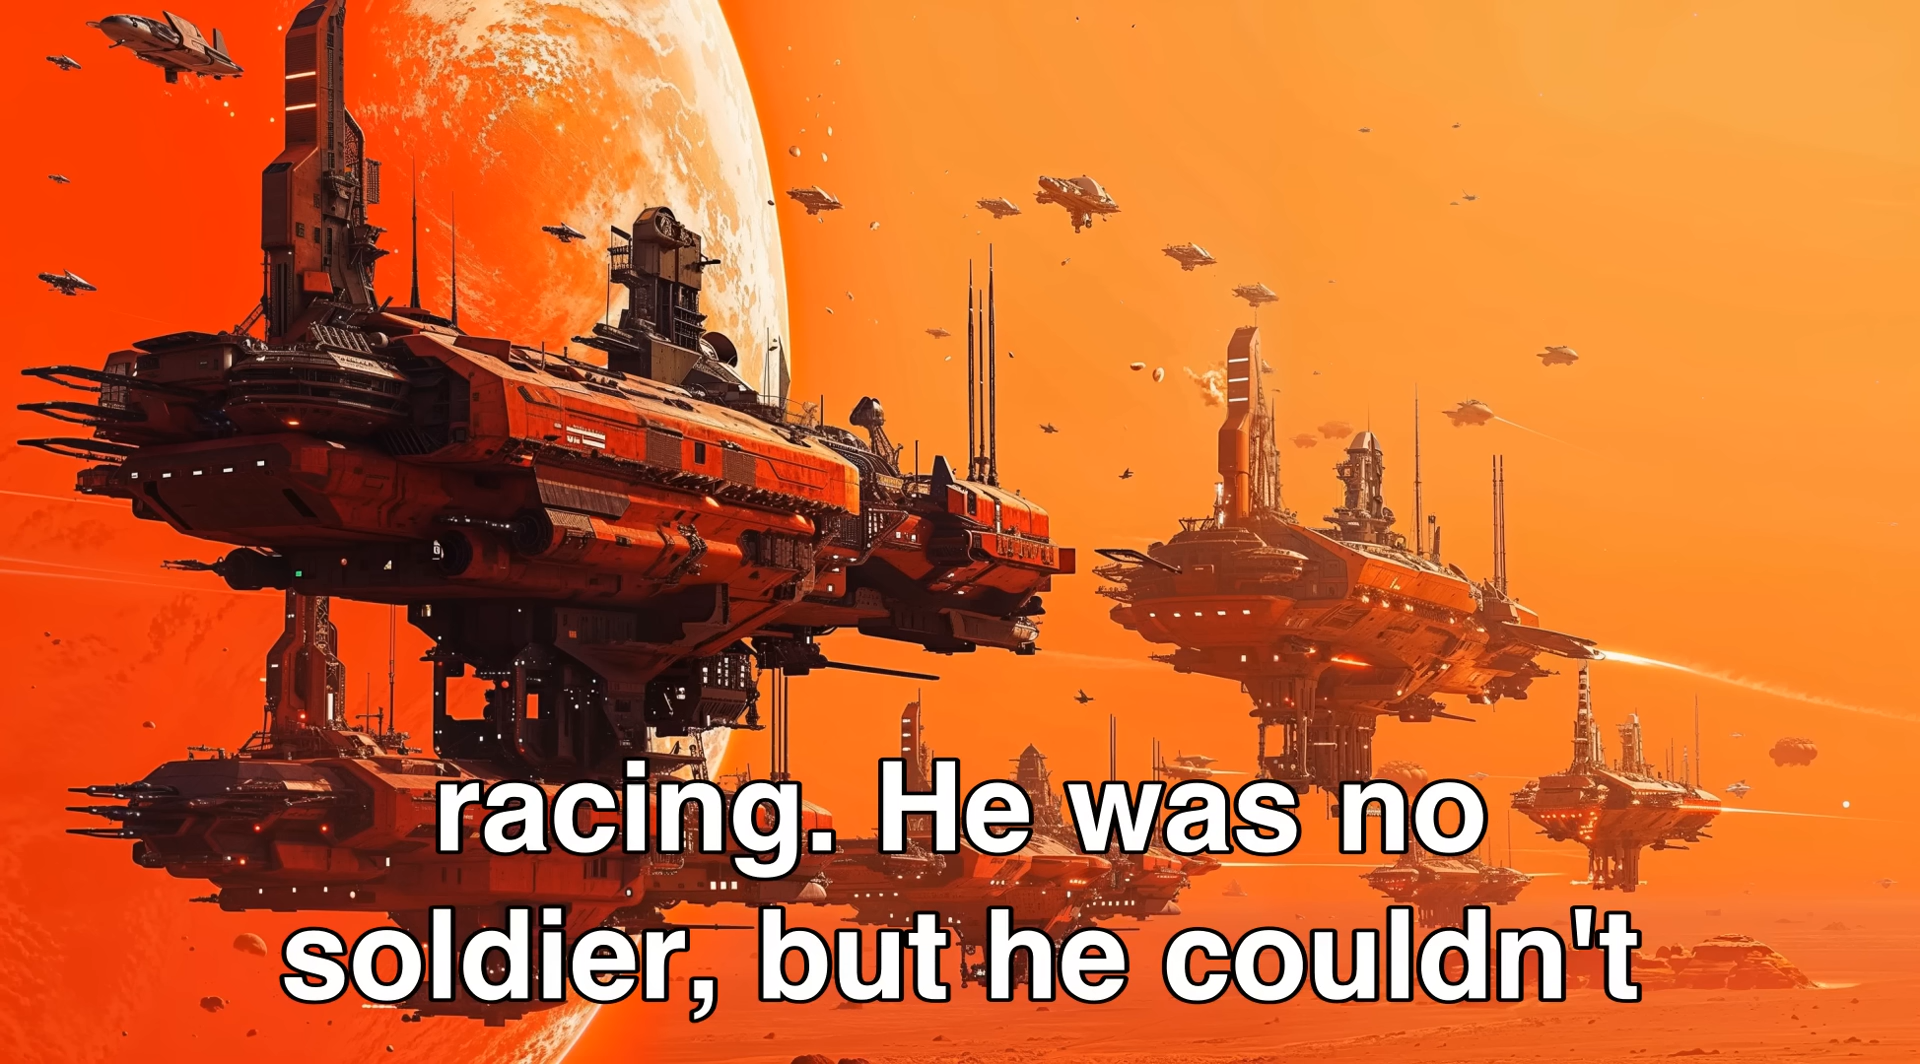 racing. He was no
soldier, but he couldn't